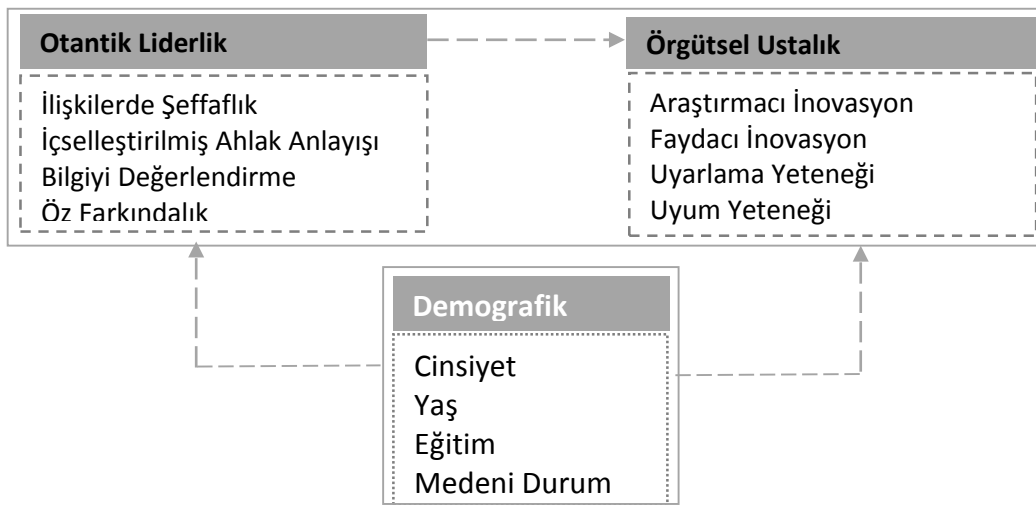 Otantik Liderlik
İlişkilerde Şeffaflık
İçselleştirilmiş Ahlak Anlayışı
Bilgiyi Değerlendirme
Öz Farkındalık
Örgütsel Ustalık
Araştırmacı İnovasyon
Faydacı İnovasyon
Uyarlama Yeteneği
Uyum Yeteneği
Demografik
Cinsiyet
Yaş
Eğitim
Medeni Durum